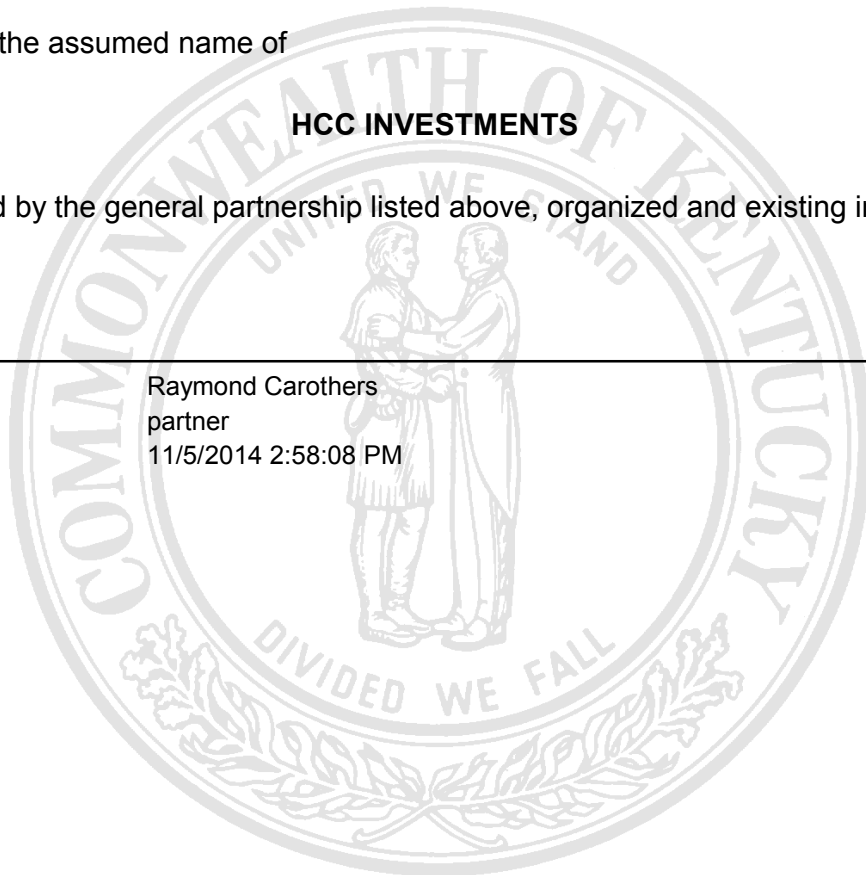 the assumed name of
HCC INVESTMENTS
by the general partnership listed above, organized and existing
Raymond Carothers
partner
11/5/2014 2:58:08 PM
COMMONWEALTH OF KENTUCKY
UNITED WE STAND
DIVIDED WE FALL